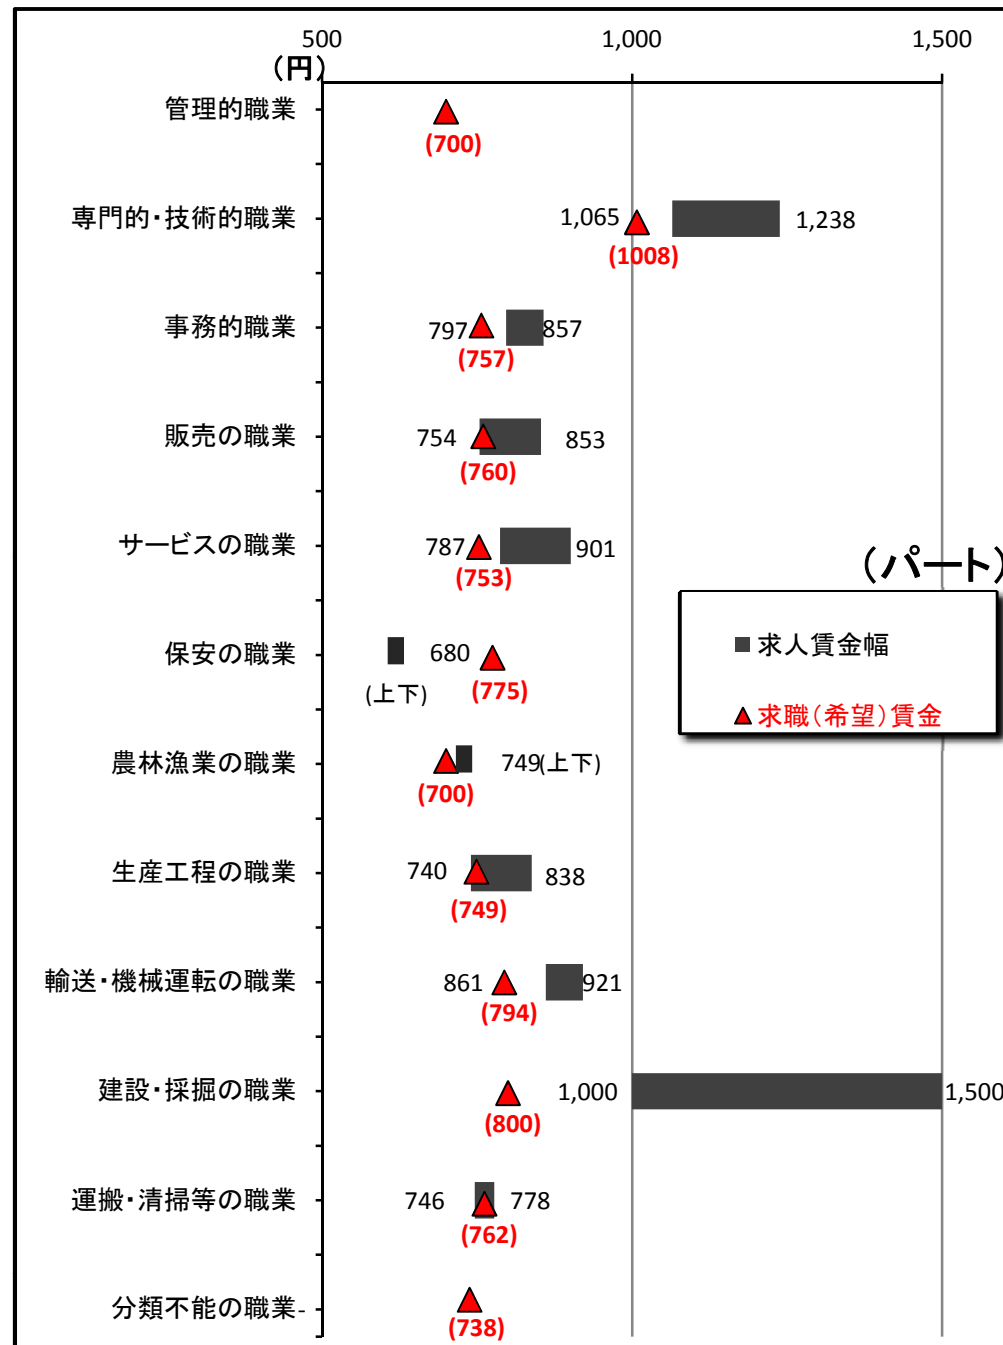 500 1,000 1,500
(円)
管理的職業
(700)
専門的・技術的職業 1,065 1,238
(1008)
事務的職業 797 857
(757)
販売の職業 754 853
(760)
サービスの職業 787 901
(753)
(パート)
保安の職業 680
(上下) (775)
■求人賃金幅
▲求職(希望)賃金
農林漁業の職業 749(上下)
(700)
生産工程の職業 740 838
(749)
輸送・機械運転の職業 861 921
(794)
建設・採掘の職業 1,000 1,500
(800)
運搬・清掃等の職業 746 778
(762)
分類不能の職業-
(738)